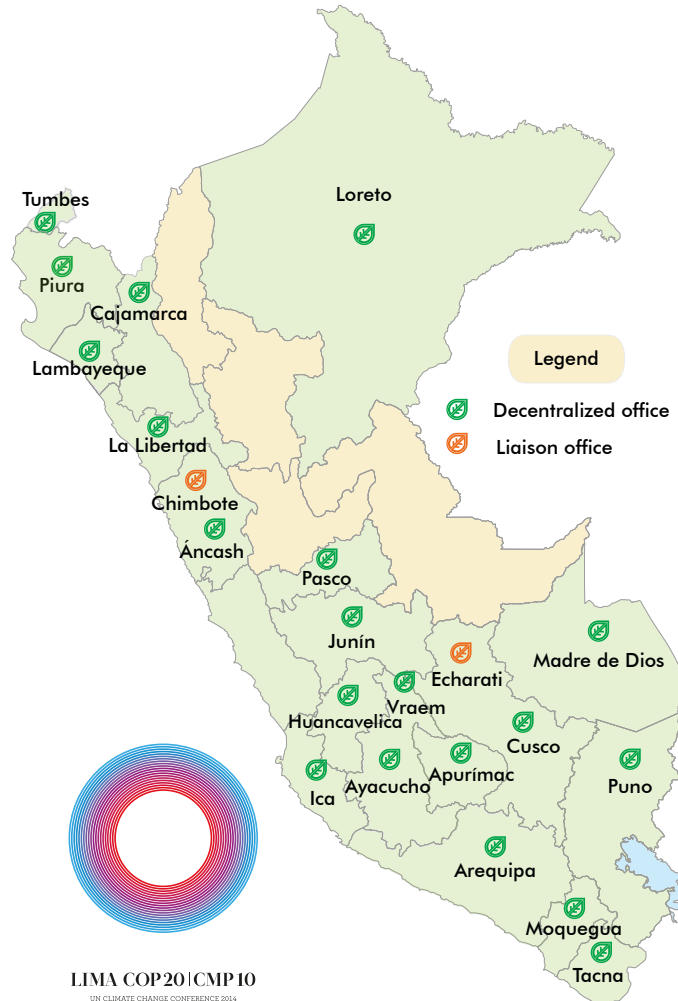 Loreto
Tumbes
Piura
Cajamarca
Lambayeque
Legend
Decentralized office
Liaison office
La Libertad
Chimbote
Áncash
Pasco
Junín
Madre de Dios
Echarati
Vraem
Huancavelica
Cusco
Apurímac
Ayacucho
Ica
Puno
Arequipa
Moquegua
Tacna
LIMA COP20 | CMP10
UN CLIMATE CHANGE CONFERENCE 2014